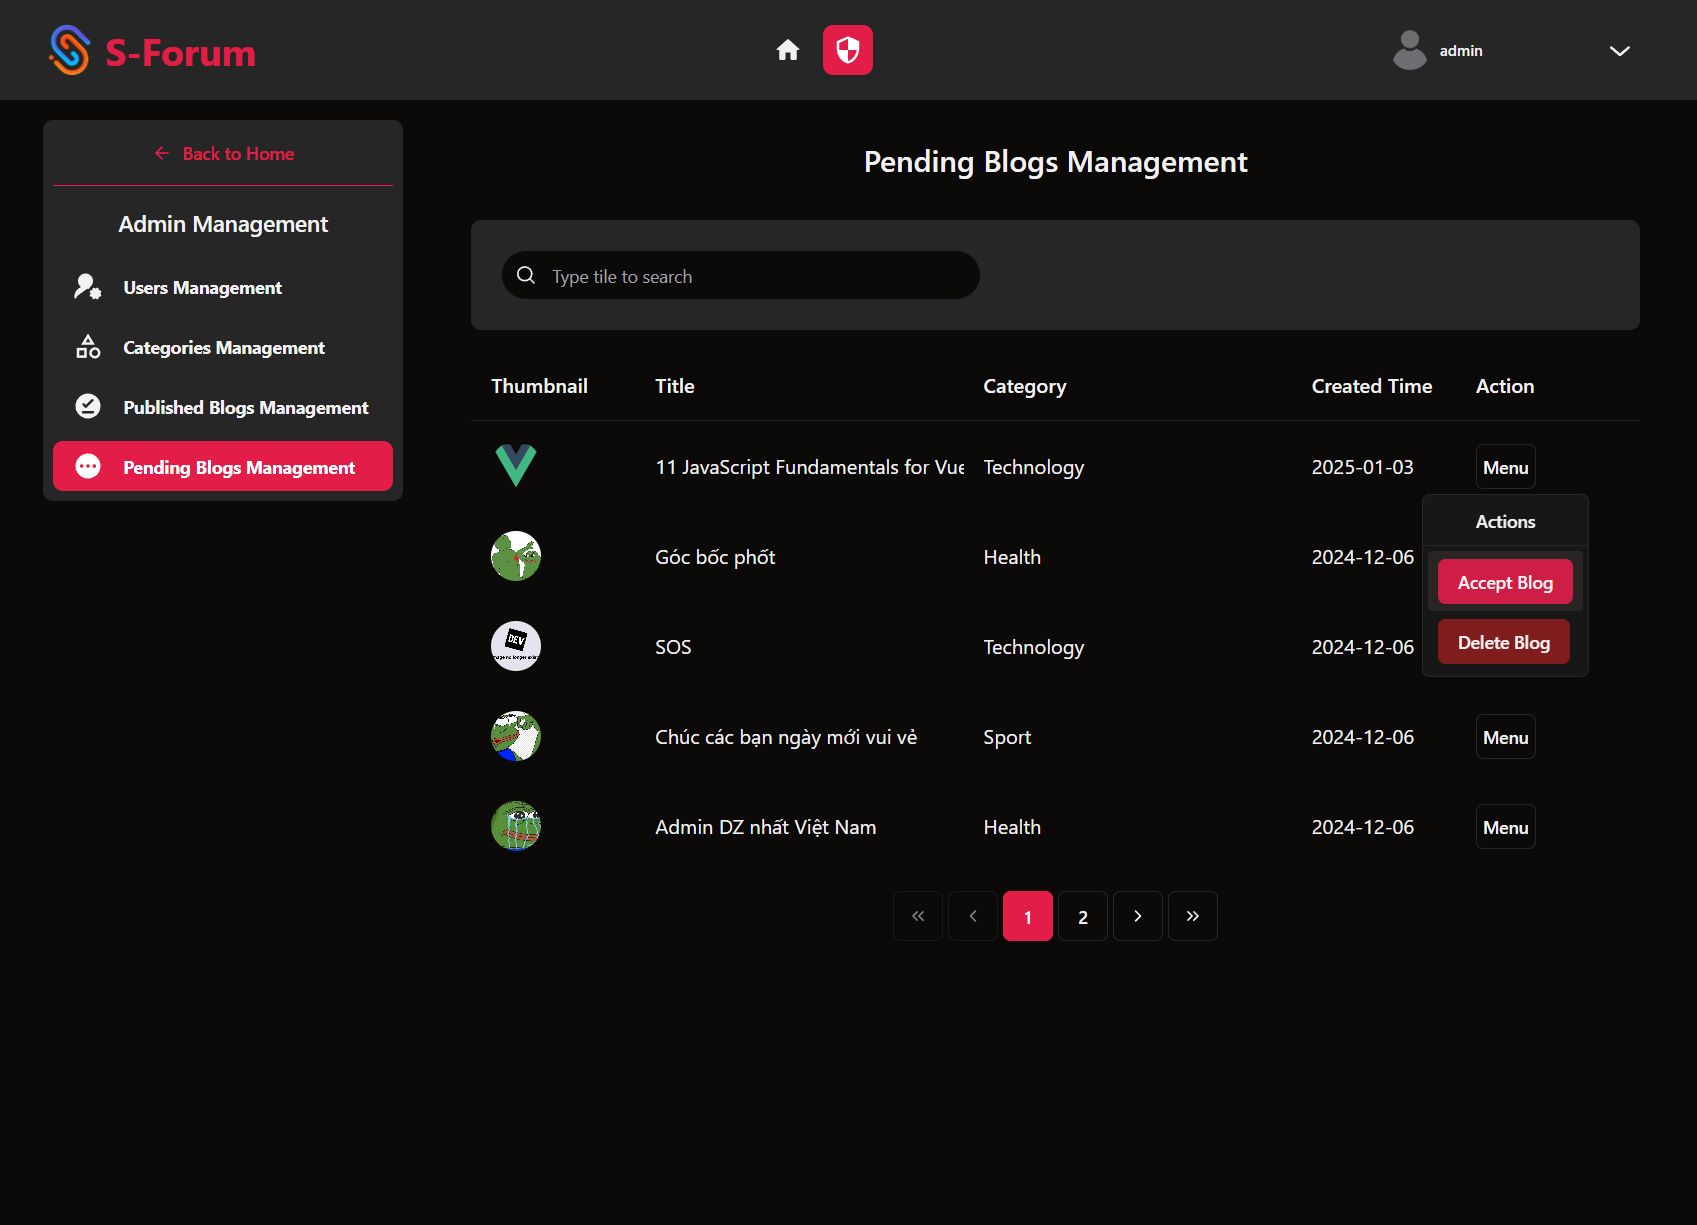 S-Forum
admin
Back to Home
Admin Management
Users Management
Categories Management
Published Blogs Management
Pending Blogs Management
Pending Blogs Management
Type tile to search
Thumbnail Title Category Created Time Action
11 JavaScript Fundamentals for Vue Technology 2025-01-03 Menu
Actions
Góc bốc phốt Health 2024-12-06
Accept Blog
DEV
SOS Technology 2024-12-06
Delete Blog
Chúc các bạn ngày mới vui vẻ Sport 2024-12-06 Menu
Admin DZ nhất Việt Nam Health 2024-12-06 Menu
1 2